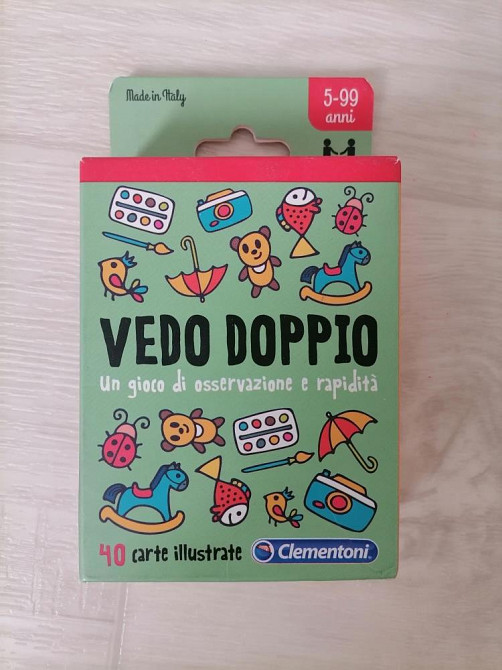 Made in Italy
5-99
anni
VEDO DOPPIO
Un gioco di osservazione e rapidità
40 carte illustrate
Clementoni